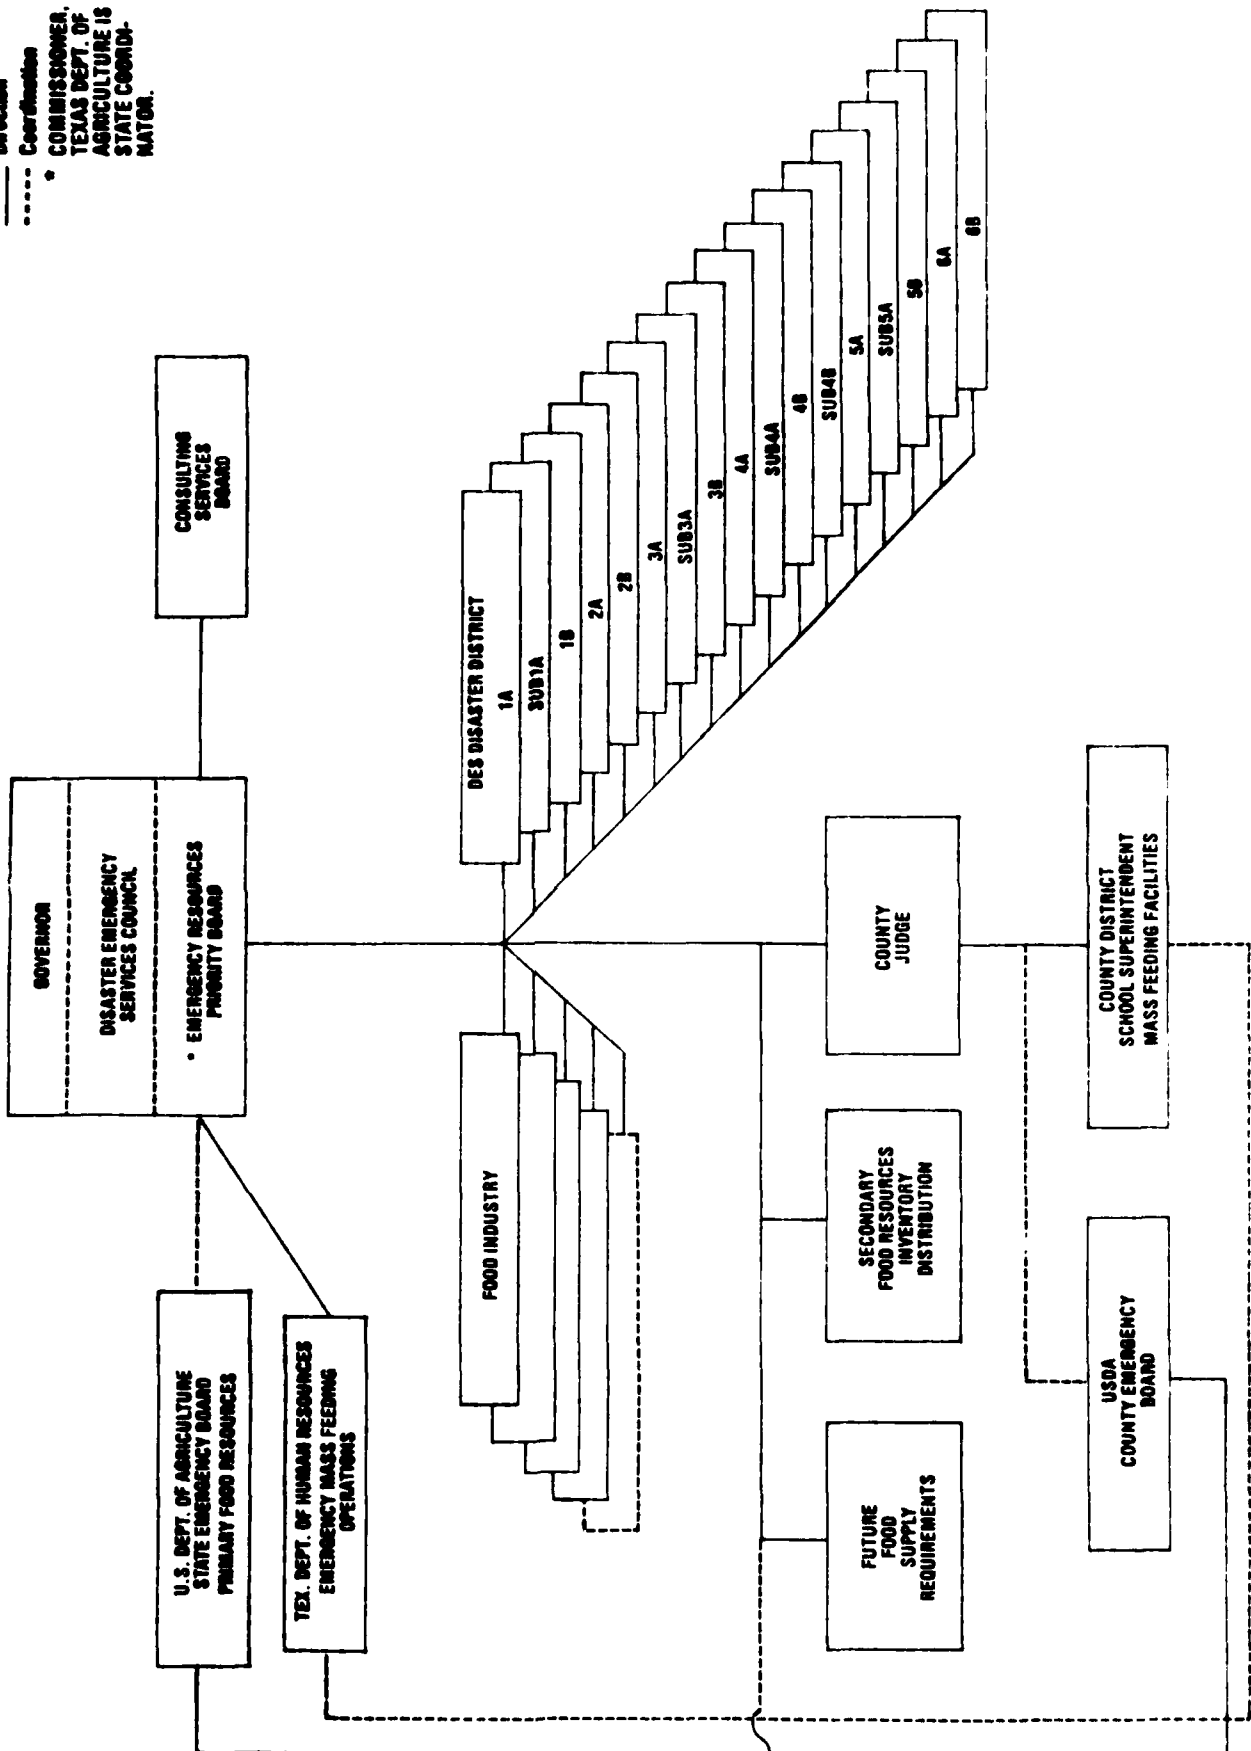 Direction
Coordination
* COMMISSIONER,
TEXAS DEPT. OF
AGRICULTURE IS
STATE COORDI-
NATOR.
GOVERNOR
DISASTER EMERGENCY
SERVICES COUNCIL
* EMERGENCY RESOURCES
PRIORITY BOARD
CONSULTING
SERVICES
BOARD
U.S. DEPT. OF AGRICULTURE
STATE EMERGENCY BOARD
PRIMARY FOOD RESOURCES
TEX. DEPT. OF HUMAN RESOURCES
EMERGENCY MASS FEEDING
OPERATIONS
FOOD INDUSTRY
DES DISASTER DISTRICT
1A
SUB1A
1B
2A
2B
3A
SUB3A
3B
4A
SUB4A
4B
SUB4B
5A
SUB5A
5B
6A
6B
FUTURE
FOOD
SUPPLY
REQUIREMENTS
SECONDARY
FOOD RESOURCES
INVENTORY
DISTRIBUTION
COUNTY
JUDGE
USDA
COUNTY EMERGENCY
BOARD
COUNTY DISTRICT
SCHOOL SUPERINTENDENT
MASS FEEDING FACILITIES